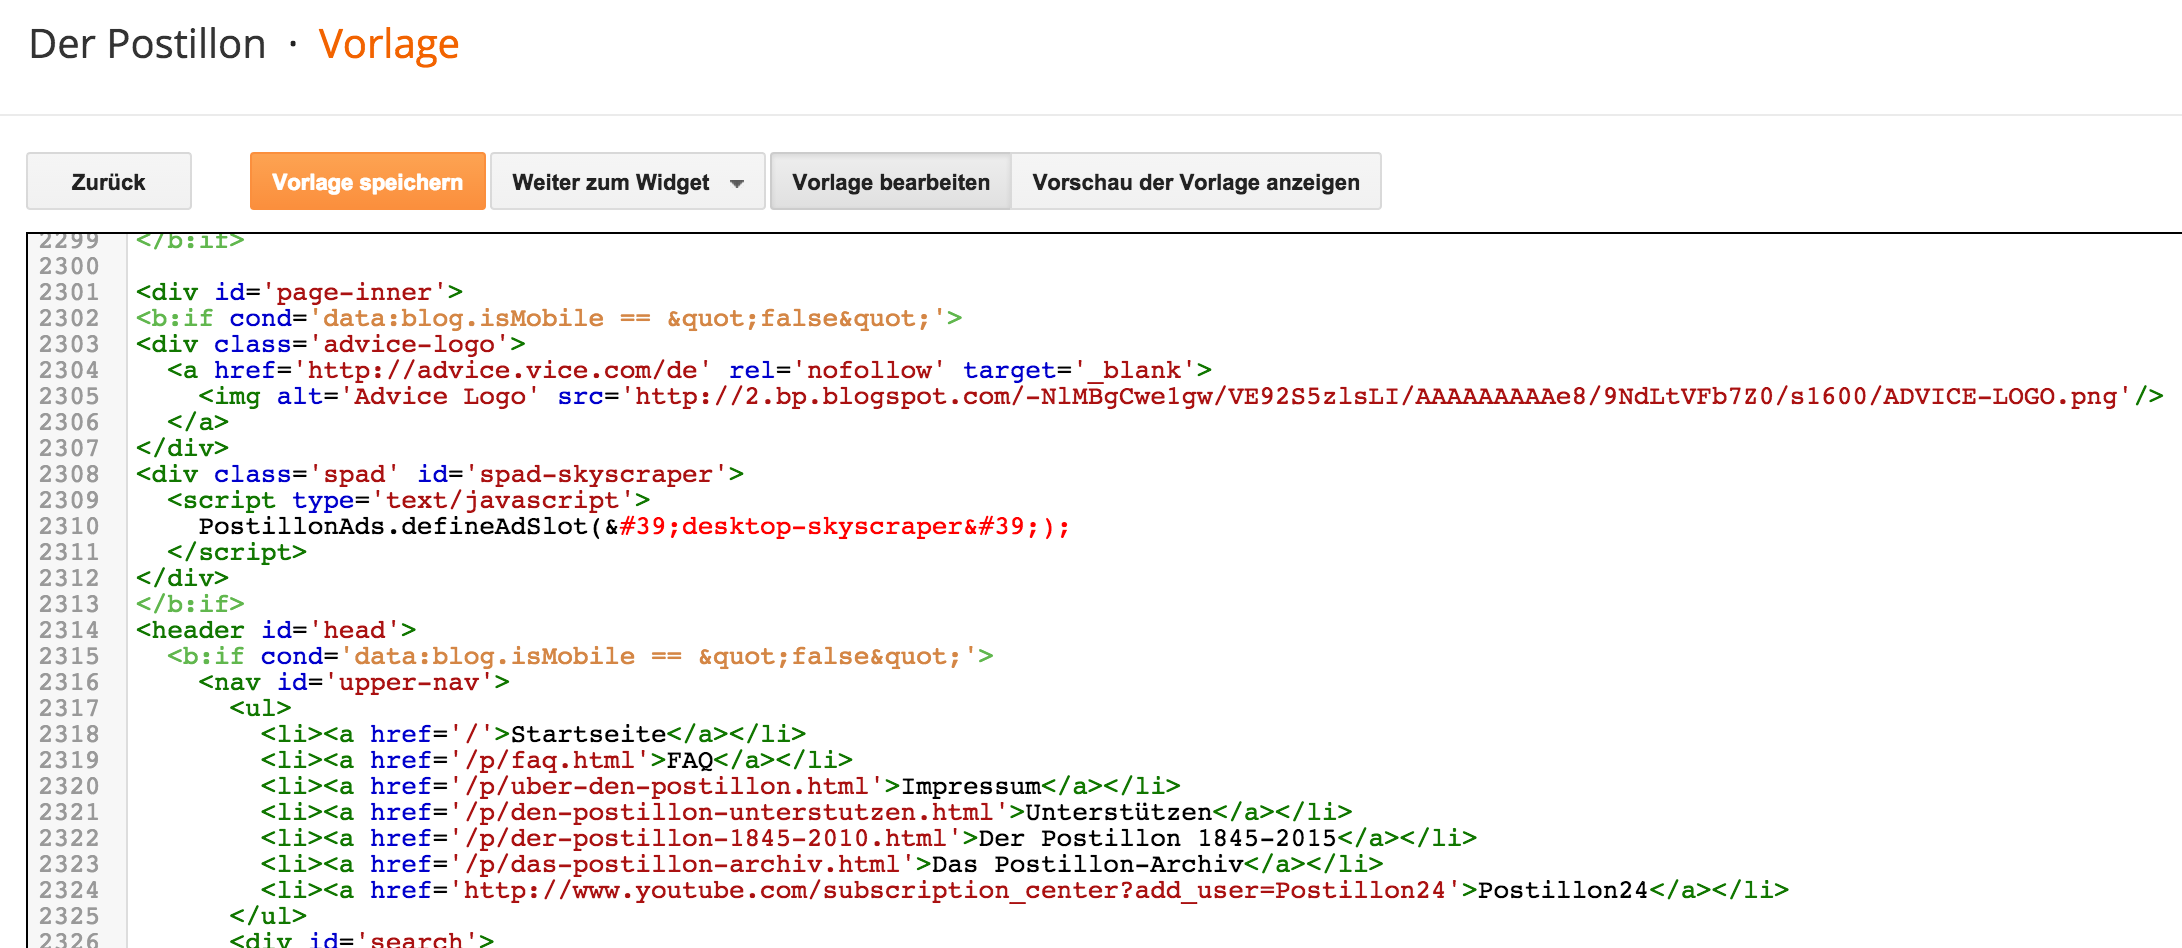 Der Postillon · Vorlage
Zurück Vorlage speichern Weiter zum Widget Vorlage bearbeiten Vorschau der Vorlage anzeigen
2299 </b:if>
2300
2301 <div id='page-inner'>
2302 <b:if cond='data:blog.isMobile == &quot;false&quot;'>
2303 <div class='advice-logo'>
2304   <a href='http://advice.vice.com/de' rel='nofollow' target='_blank'>
2305     <img alt='Advice Logo' src='http://2.bp.blogspot.com/-NlMBgCwe1gw/VE92S5zlsLI/AAAAAAAAAe8/9NdLtVFb7Z0/s1600/ADVICE-LOGO.png'/>
2306   </a>
2307 </div>
2308 <div class='spad' id='spad-skyscraper'>
2309   <script type='text/javascript'>
2310     PostillonAds.defineAdSlot(&#39;desktop-skyscraper&#39;);
2311   </script>
2312 </div>
2313 </b:if>
2314 <header id='head'>
2315   <b:if cond='data:blog.isMobile == &quot;false&quot;'>
2316     <nav id='upper-nav'>
2317       <ul>
2318         <li><a href='/'>Startseite</a></li>
2319         <li><a href='/p/faq.html'>FAQ</a></li>
2320         <li><a href='/p/uber-den-postillon.html'>Impressum</a></li>
2321         <li><a href='/p/den-postillon-unterstutzen.html'>Unterstützen</a></li>
2322         <li><a href='/p/der-postillon-1845-2010.html'>Der Postillon 1845-2015</a></li>
2323         <li><a href='/p/das-postillon-archiv.html'>Das Postillon-Archiv</a></li>
2324         <li><a href='http://www.youtube.com/subscription_center?add_user=Postillon24'>Postillon24</a></li>
2325       </ul>
2326       <div id='search'>